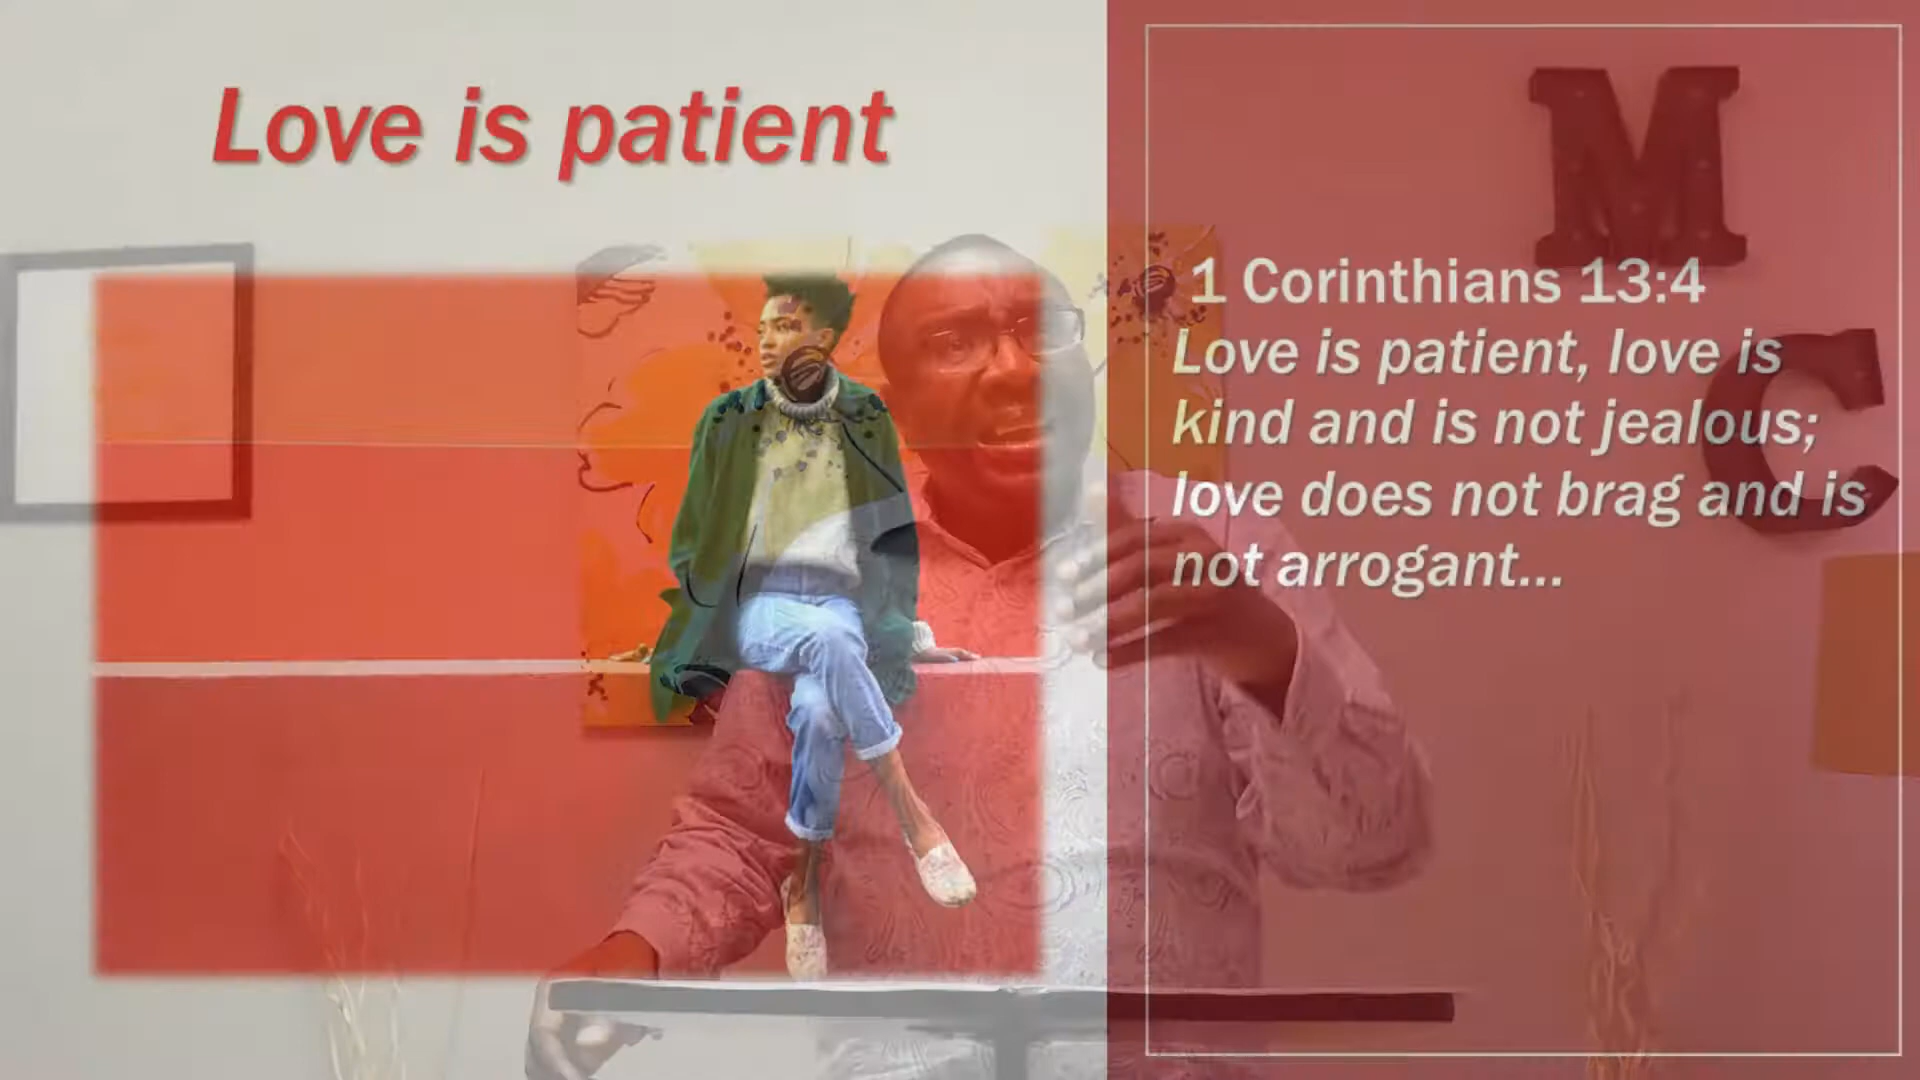 Love is patient
M
1 Corinthians 13:4
Love is patient, love is
kind and is not jealous;
love does not brag and is
not arrogant...
C